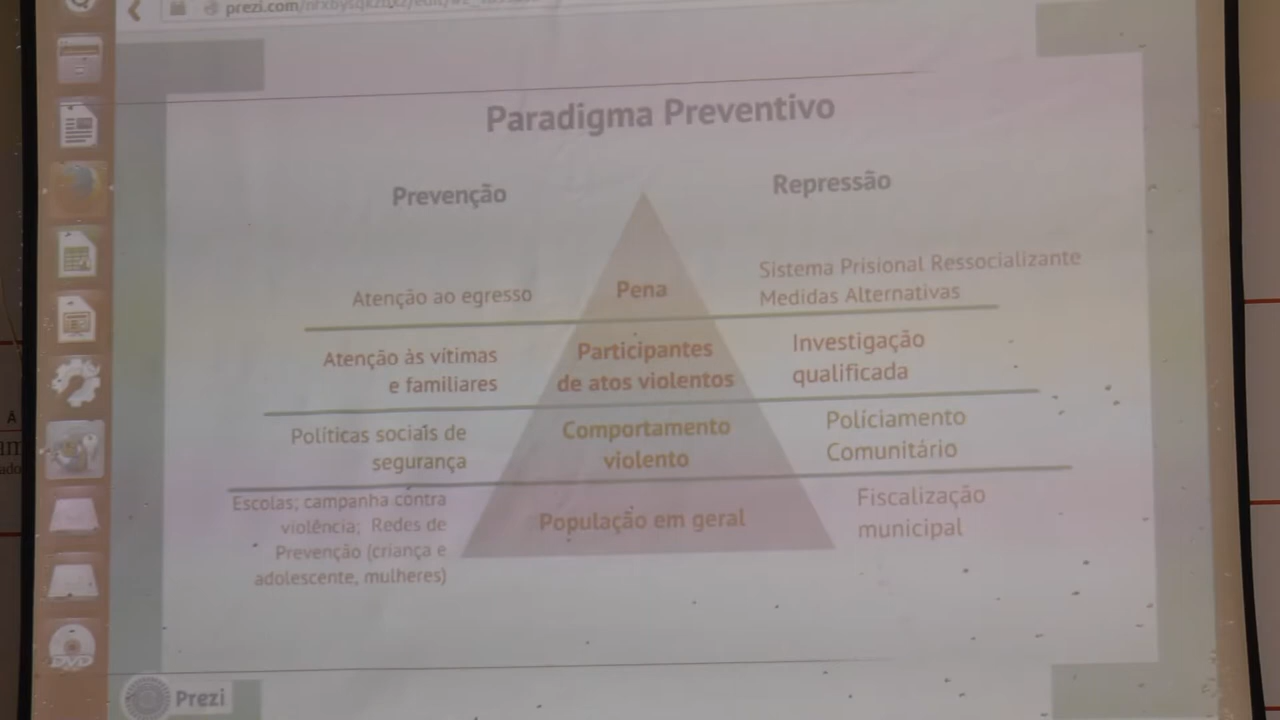 prezi.com/
Paradigma Preventivo
Prevenção
Repressão
Atenção ao egresso
Pena
Sistema Prisional Ressocializante
Medidas Alternativas
Atenção às vítimas
e familiares
Participantes
de atos violentos
Investigação
qualificada
Políticas sociais de
segurança
Comportamento
violento
Políciamento
Comunitário
Escolas; campanha contra
violência; Redes de
Prevenção (criança e
adolescente, mulheres)
População em geral
Fiscalização
municipal
DVD
Prezi